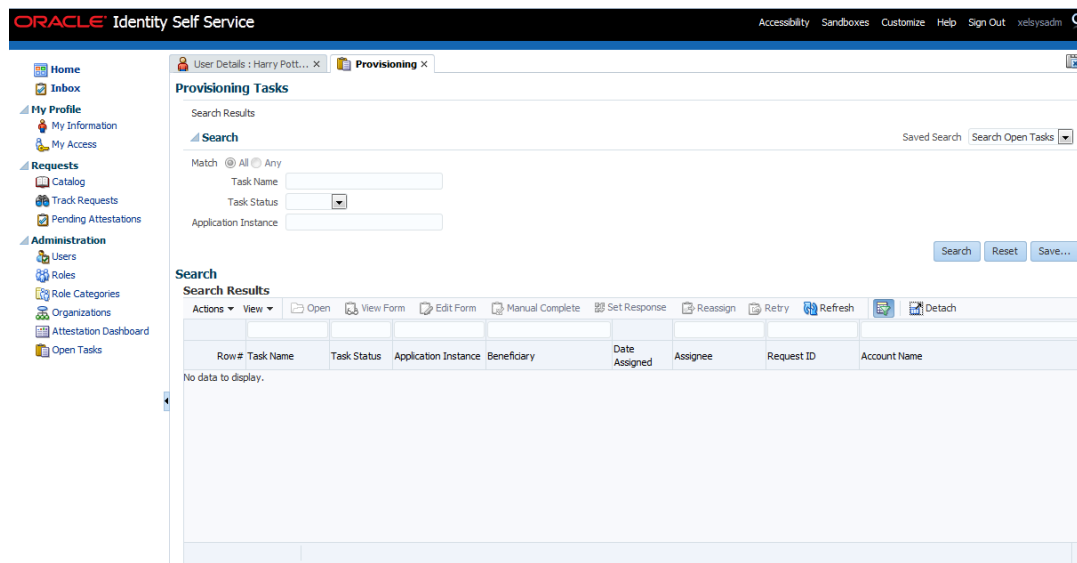 ORACLE® Identity Self Service
Accessibility Sandboxes Customize Help Sign Out xelsysadm
Home
Inbox
My Profile
My Information
My Access
Requests
Catalog
Track Requests
Pending Attestations
Administration
Users
Roles
Role Categories
Organizations
Attestation Dashboard
Open Tasks
User Details : Harry Pott... ×
Provisioning ×
Provisioning Tasks
Search Results
Search
Saved Search Search Open Tasks
Match All Any
Task Name
Task Status
Application Instance
Search Reset Save...
Search
Search Results
Actions View Open View Form Edit Form Manual Complete Set Response Reassign Retry Refresh Detach
Row# Task Name Task Status Application Instance Beneficiary Date Assigned Assignee Request ID Account Name
No data to display.